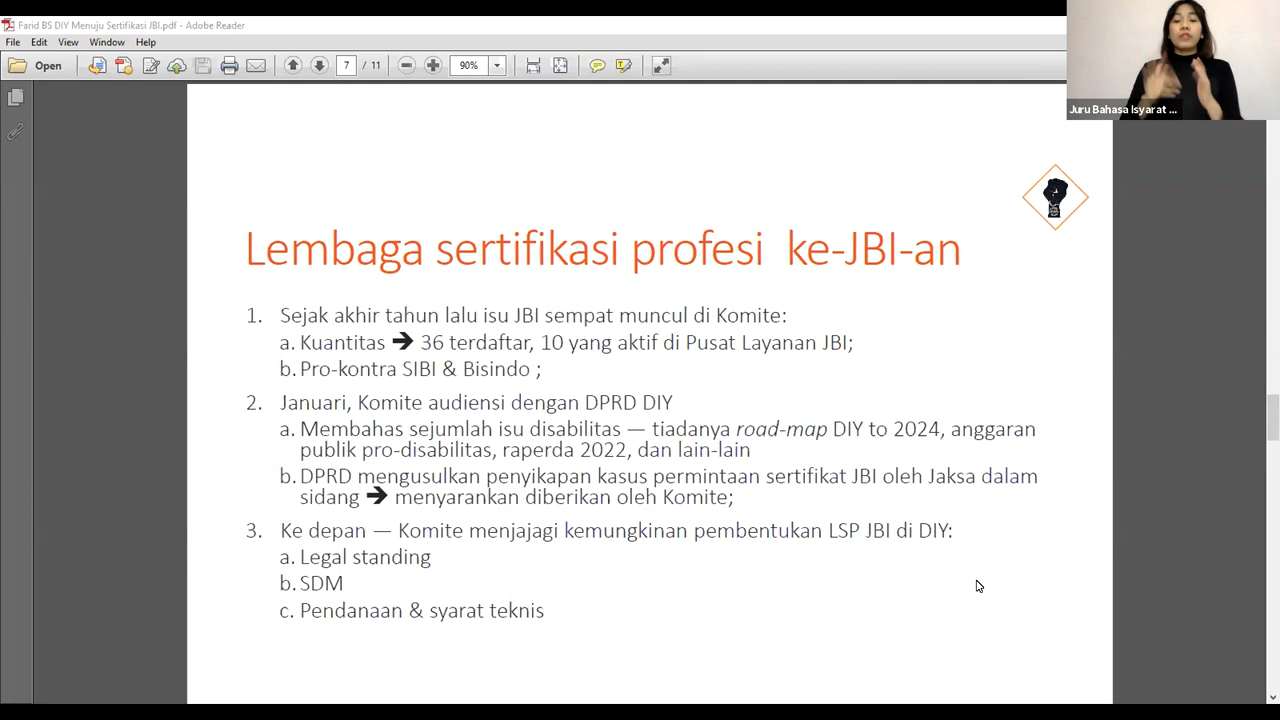 Farid BS DIY Menuju Sertifikasi JBI.pdf - Adobe Reader
File Edit View Window Help
Open 7 / 11 90%
Juru Bahasa Isyarat ...
Lembaga sertifikasi profesi ke-JBI-an
1. Sejak akhir tahun lalu isu JBI sempat muncul di Komite:
a. Kuantitas ➔ 36 terdaftar, 10 yang aktif di Pusat Layanan JBI;
b. Pro-kontra SIBI & Bisindo ;
2. Januari, Komite audiensi dengan DPRD DIY
a. Membahas sejumlah isu disabilitas — tiadanya road-map DIY to 2024, anggaran
publik pro-disabilitas, raperda 2022, dan lain-lain
b. DPRD mengusulkan penyikapan kasus permintaan sertifikat JBI oleh Jaksa dalam
sidang ➔ menyarankan diberikan oleh Komite;
3. Ke depan — Komite menjajagi kemungkinan pembentukan LSP JBI di DIY:
a. Legal standing
b. SDM
c. Pendanaan & syarat teknis